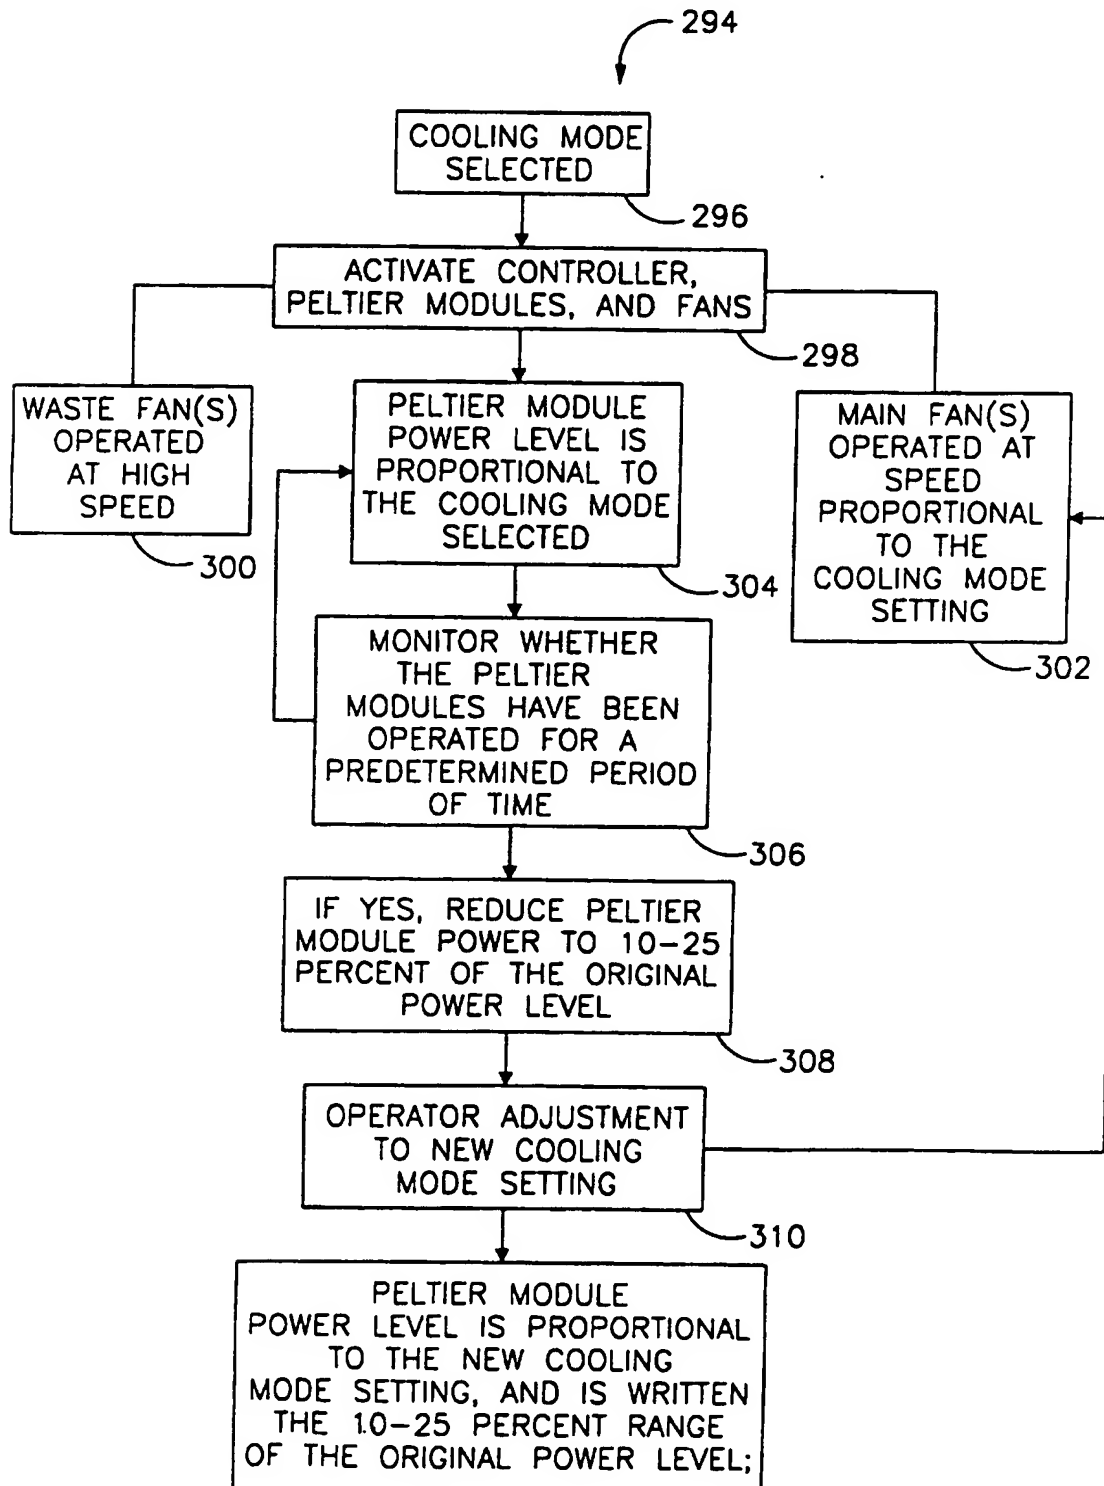 294
COOLING MODE
SELECTED
296
ACTIVATE CONTROLLER,
PELTIER MODULES, AND FANS
298
WASTE FAN(S)
OPERATED
AT HIGH
SPEED
300
PELTIER MODULE
POWER LEVEL IS
PROPORTIONAL TO
THE COOLING MODE
SELECTED
304
MAIN FAN(S)
OPERATED AT
SPEED
PROPORTIONAL
TO THE
COOLING MODE
SETTING
302
MONITOR WHETHER
THE PELTIER
MODULES HAVE BEEN
OPERATED FOR A
PREDETERMINED PERIOD
OF TIME
306
IF YES, REDUCE PELTIER
MODULE POWER TO 10-25
PERCENT OF THE ORIGINAL
POWER LEVEL
308
OPERATOR ADJUSTMENT
TO NEW COOLING
MODE SETTING
310
PELTIER MODULE
POWER LEVEL IS PROPORTIONAL
TO THE NEW COOLING
MODE SETTING, AND IS WRITTEN
THE 10-25 PERCENT RANGE
OF THE ORIGINAL POWER LEVEL;